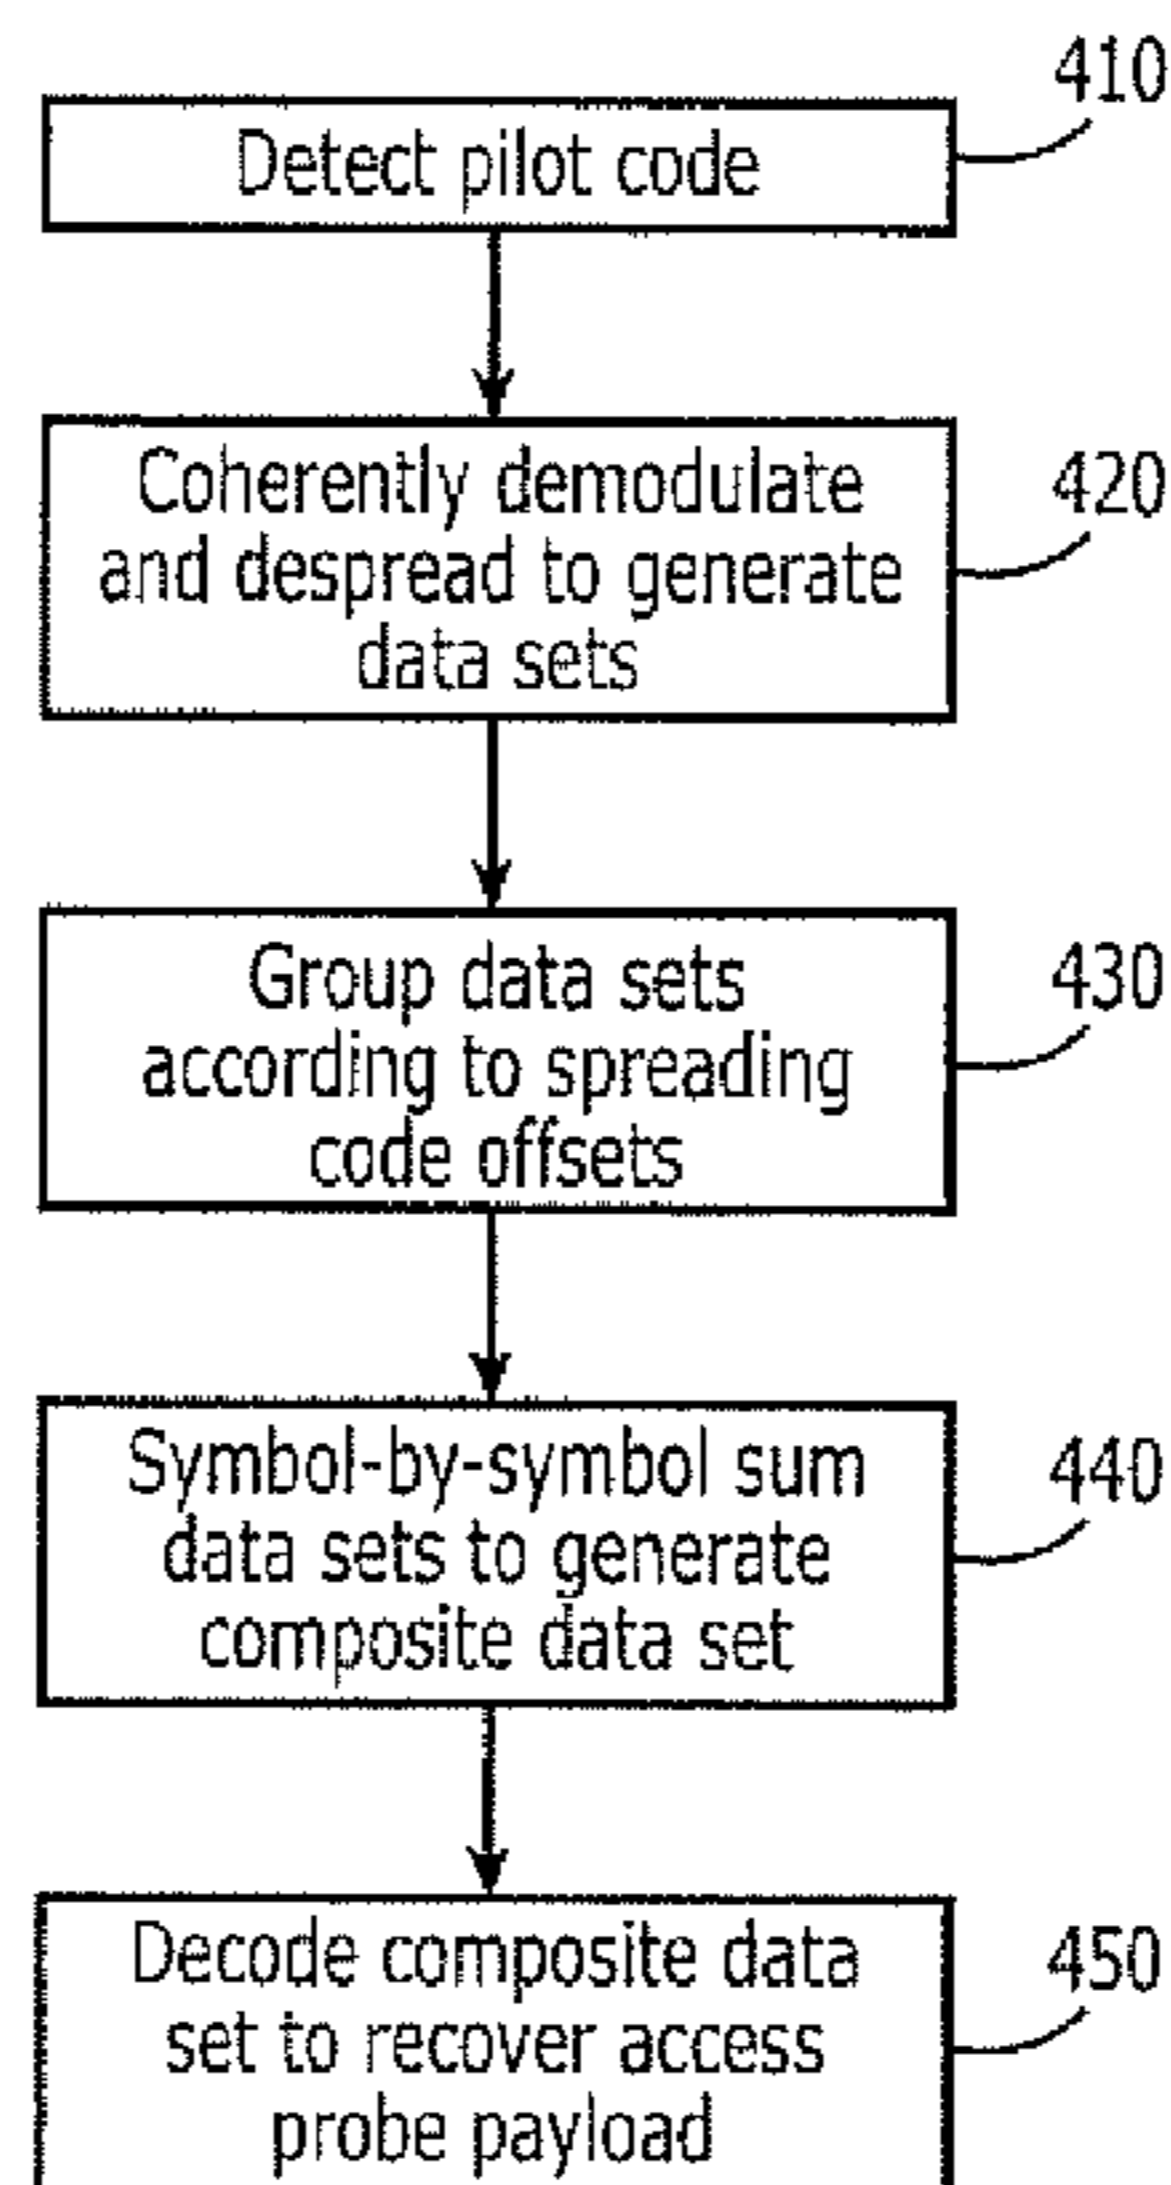 410
Detect pilot code
Coherently demodulate
and despread to generate
data sets
420
Group data sets
according to spreading
code offsets
430
Symbol-by-symbol sum
data sets to generate
composite data set
440
Decode composite data
set to recover access
probe payload
450